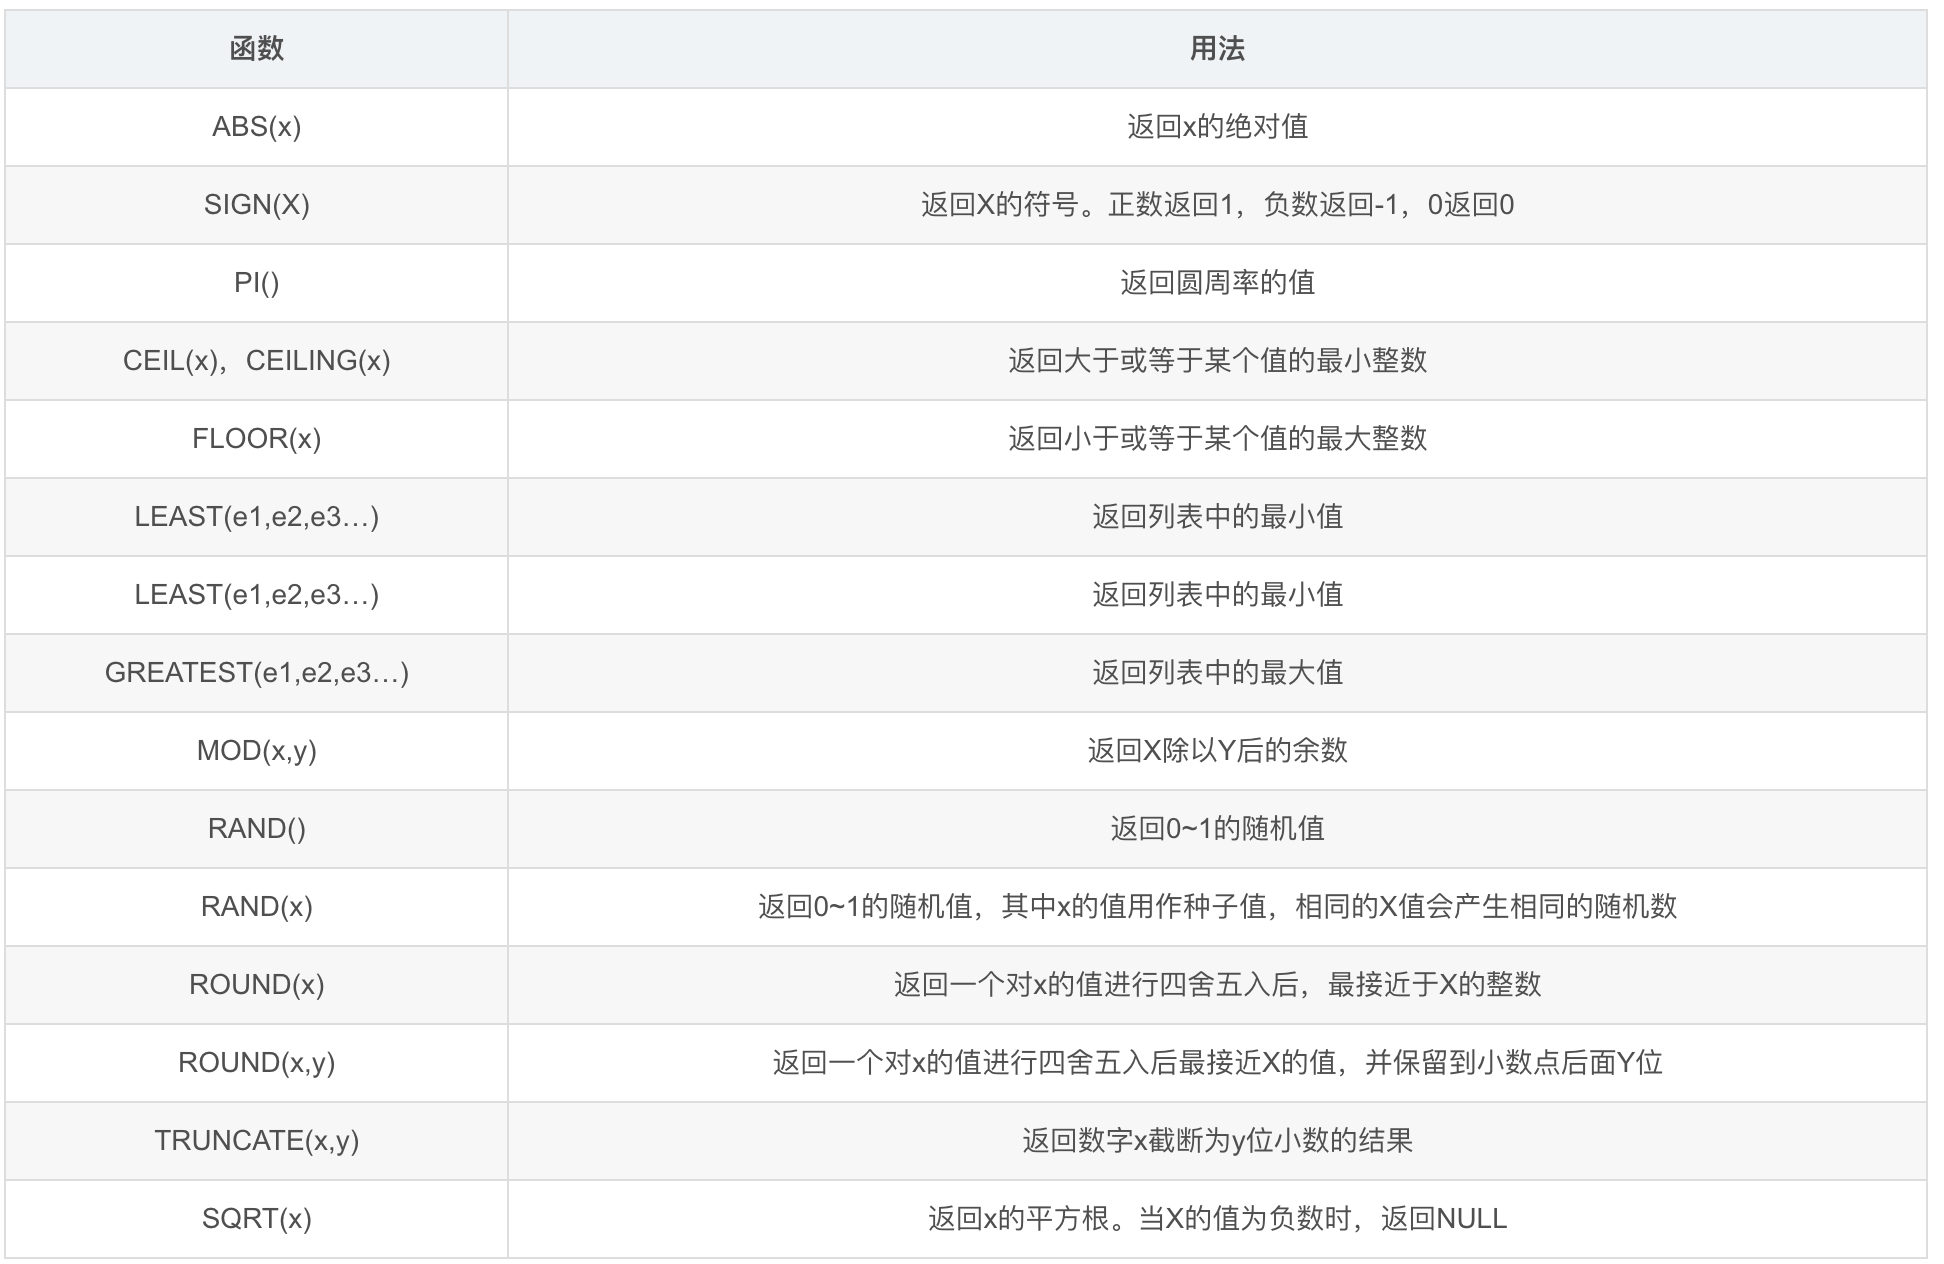 函数 用法
ABS(x) 返回x的绝对值
SIGN(X) 返回X的符号。正数返回1，负数返回-1，0返回0
PI() 返回圆周率的值
CEIL(x)，CEILING(x) 返回大于或等于某个值的最小整数
FLOOR(x) 返回小于或等于某个值的最大整数
LEAST(e1,e2,e3…) 返回列表中的最小值
LEAST(e1,e2,e3…) 返回列表中的最小值
GREATEST(e1,e2,e3…) 返回列表中的最大值
MOD(x,y) 返回X除以Y后的余数
RAND() 返回0~1的随机值
RAND(x) 返回0~1的随机值，其中x的值用作种子值，相同的X值会产生相同的随机数
ROUND(x) 返回一个对x的值进行四舍五入后，最接近于X的整数
ROUND(x,y) 返回一个对x的值进行四舍五入后最接近X的值，并保留到小数点后面Y位
TRUNCATE(x,y) 返回数字x截断为y位小数的结果
SQRT(x) 返回x的平方根。当X的值为负数时，返回NULL